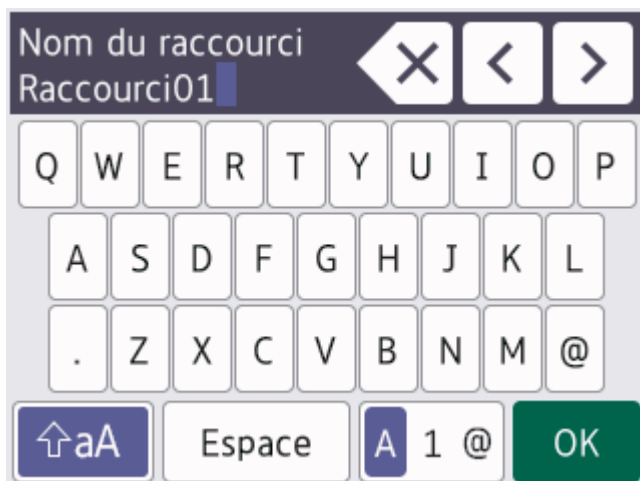 Nom du raccourci
Raccourci01
Q W E R T Y U I O P
A S D F G H J K L
. Z X C V B N M @
aA Espace A 1 @ OK